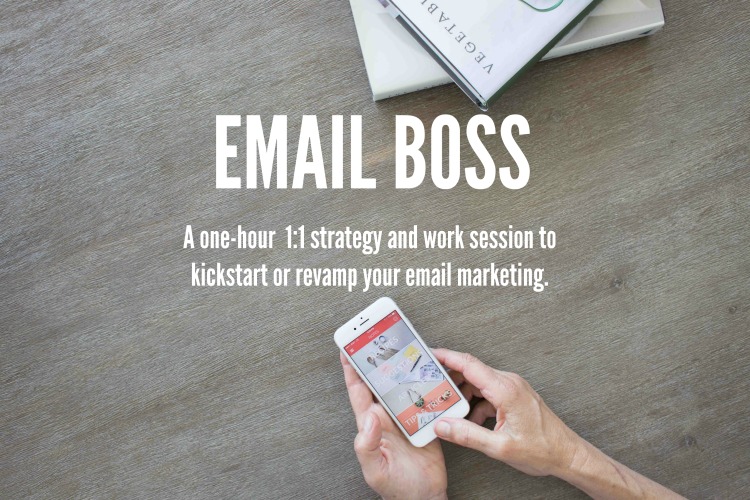 VEGETABL
EMAIL BOSS
A one-hour 1:1 strategy and work session to
kickstart or revamp your email marketing.